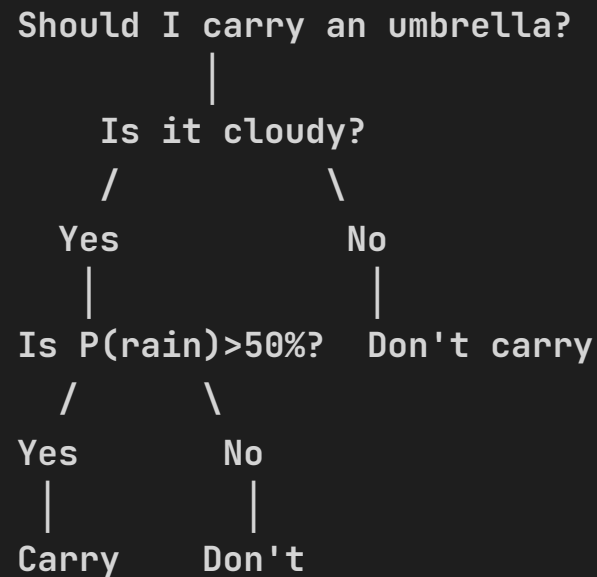 Should I carry an umbrella?
│
Is it cloudy?
/ \
Yes No
│ │
Is P(rain)>50%? Don't carry
/ \
Yes No
│ │
Carry Don't